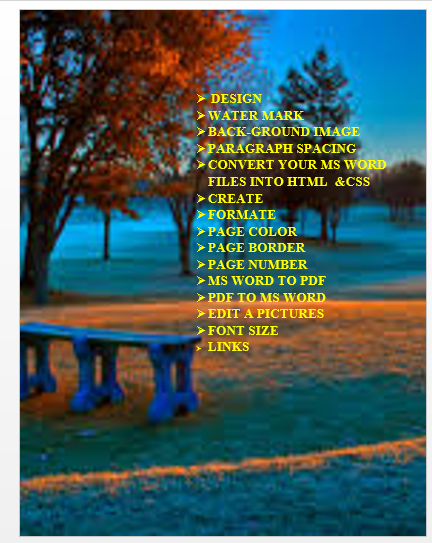 ➢ DESIGN
➢ WATER MARK
➢ BACK-GROUND IMAGE
➢ PARAGRAPH SPACING
➢ CONVERT YOUR MS WORD
FILES INTO HTML &CSS
➢ CREATE
➢ FORMATE
➢ PAGE COLOR
➢ PAGE BORDER
➢ PAGE NUMBER
➢ MS WORD TO PDF
➢ PDF TO MS WORD
➢ EDIT A PICTURES
➢ FONT SIZE
➢ LINKS